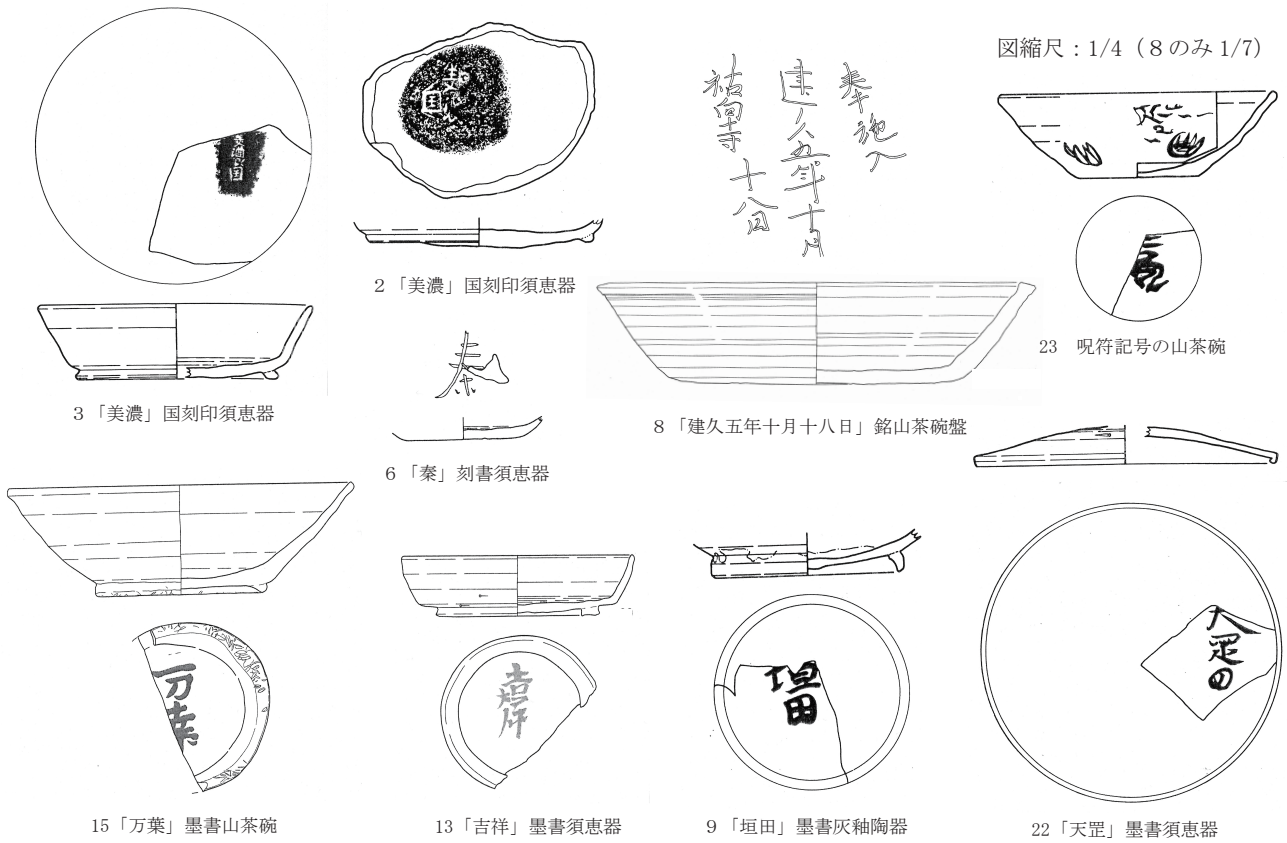 図縮尺：1/4（８のみ 1/7）
奉施入
建久五年十月
十八日
国
2「美濃」国刻印須恵器
3「美濃」国刻印須恵器
秦
6「秦」刻書須恵器
8「建久五年十月十八日」銘山茶碗盤
23　呪符記号の山茶碗
万
15「万葉」墨書山茶碗
吉祥
13「吉祥」墨書須恵器
垣田
9「垣田」墨書灰釉陶器
22「天罡」墨書須恵器